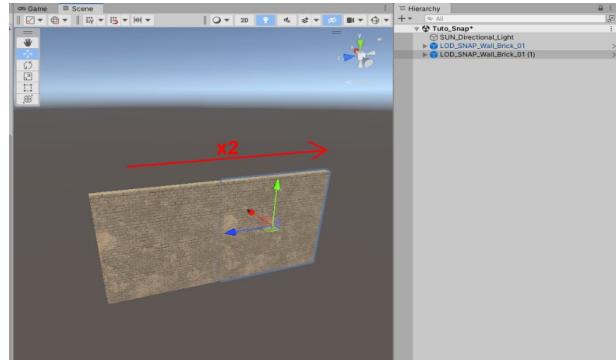 Game
Scene
2D
x2
Hierarchy
All
Tuto_Snap*
SUN_Directional_Light
LOD_SNAP_Wall_Brick_01
LOD_SNAP_Wall_Brick_01 (1)